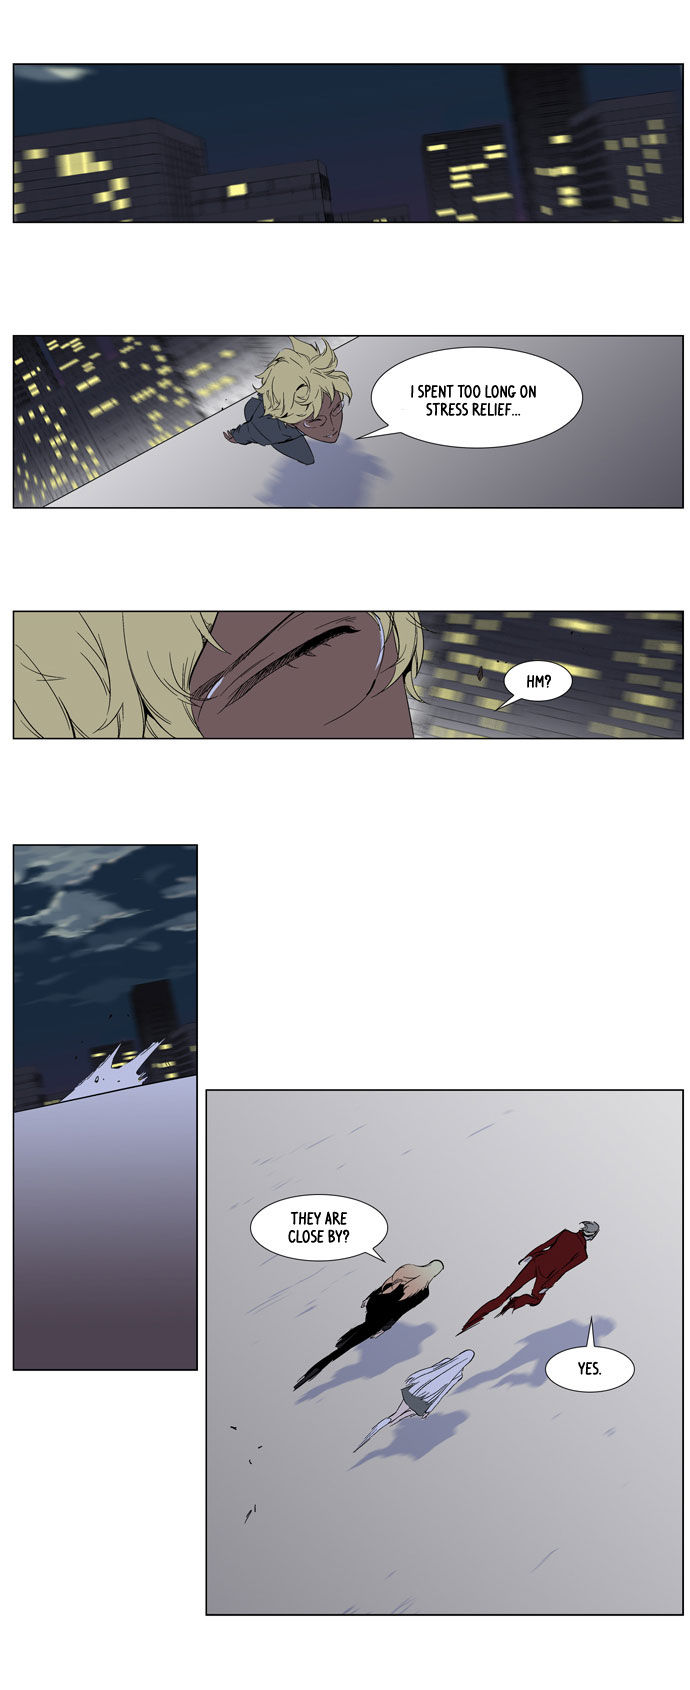 I SPENT TOO LONG ON
STRESS RELIEF...
HM?
THEY ARE
CLOSE BY?
YES.